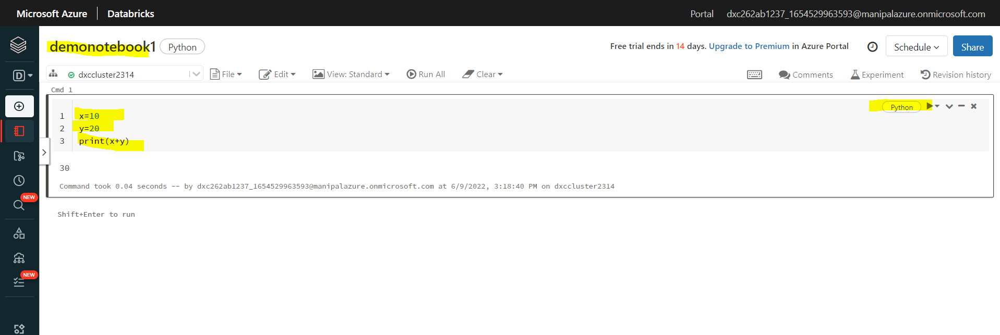 Microsoft Azure | Databricks Portal dxc262ab1237_1654529963593@manipalazure.onmicrosoft.com
demonotebook1 Python Free trial ends in 14 days. Upgrade to Premium in Azure Portal Schedule Share
D dxccluster2314 File Edit View: Standard Run All Clear Comments Experiment Revision history
Cmd 1
Python
1 x=10
2 y=20
3 print(x+y)
30
Command took 0.04 seconds -- by dxc262ab1237_1654529963593@manipalazure.onmicrosoft.com at 6/9/2022, 3:18:40 PM on dxccluster2314
NEW
Shift+Enter to run
NEW